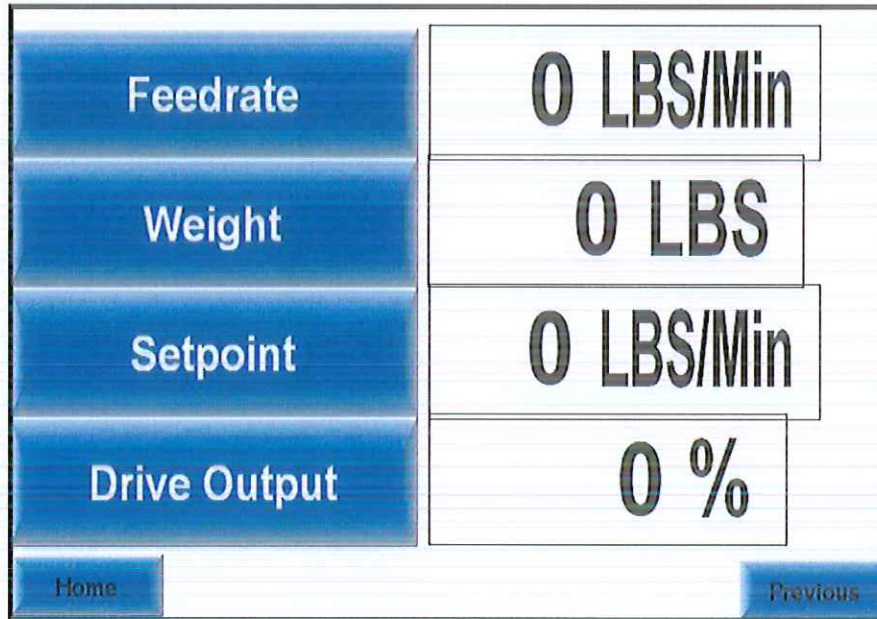 Feedrate 0 LBS/Min
Weight 0 LBS
Setpoint 0 LBS/Min
Drive Output 0 %
Home Previous